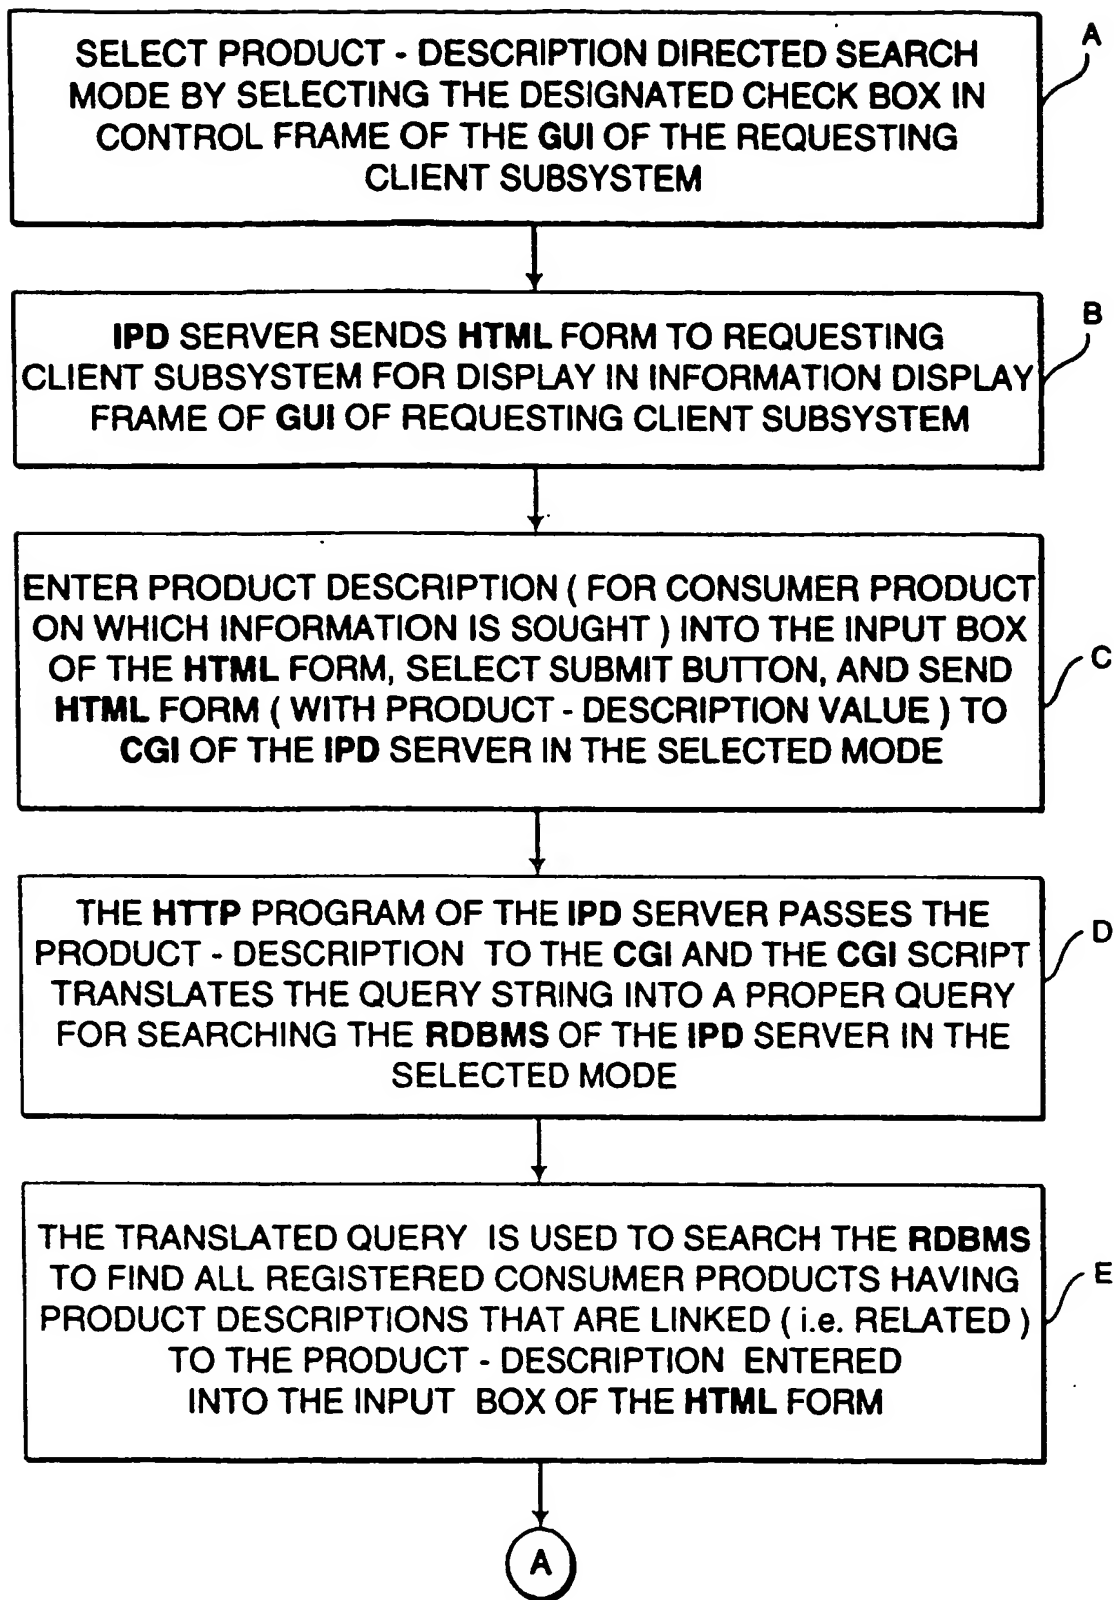 SELECT PRODUCT - DESCRIPTION DIRECTED SEARCH
MODE BY SELECTING THE DESIGNATED CHECK BOX IN
CONTROL FRAME OF THE GUI OF THE REQUESTING
CLIENT SUBSYSTEM
A
IPD SERVER SENDS HTML FORM TO REQUESTING
CLIENT SUBSYSTEM FOR DISPLAY IN INFORMATION DISPLAY
FRAME OF GUI OF REQUESTING CLIENT SUBSYSTEM
B
ENTER PRODUCT DESCRIPTION ( FOR CONSUMER PRODUCT
ON WHICH INFORMATION IS SOUGHT ) INTO THE INPUT BOX
OF THE HTML FORM, SELECT SUBMIT BUTTON, AND SEND
HTML FORM ( WITH PRODUCT - DESCRIPTION VALUE ) TO
CGI OF THE IPD SERVER IN THE SELECTED MODE
C
THE HTTP PROGRAM OF THE IPD SERVER PASSES THE
PRODUCT - DESCRIPTION TO THE CGI AND THE CGI SCRIPT
TRANSLATES THE QUERY STRING INTO A PROPER QUERY
FOR SEARCHING THE RDBMS OF THE IPD SERVER IN THE
SELECTED MODE
D
THE TRANSLATED QUERY IS USED TO SEARCH THE RDBMS
TO FIND ALL REGISTERED CONSUMER PRODUCTS HAVING
PRODUCT DESCRIPTIONS THAT ARE LINKED ( i.e. RELATED )
TO THE PRODUCT - DESCRIPTION ENTERED
INTO THE INPUT BOX OF THE HTML FORM
E
A